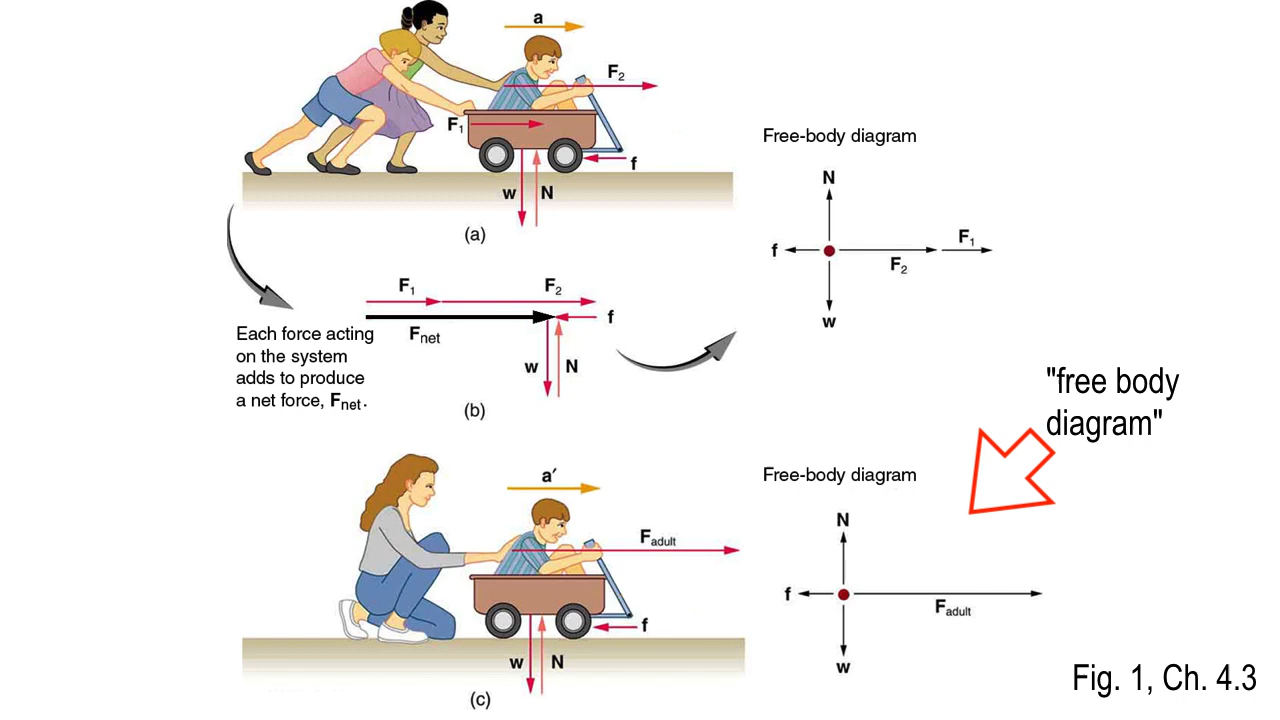 a
F₂
F₁
f
w N
(a)
F₁ F₂
f
Fnet
w N
(b)
Each force acting
on the system
adds to produce
a net force, Fnet.
Free-body diagram
N
f
F₂
F₁
w
"free body
diagram"
a′
Fadult
f
w N
(c)
Free-body diagram
N
f
Fadult
w
Fig. 1, Ch. 4.3